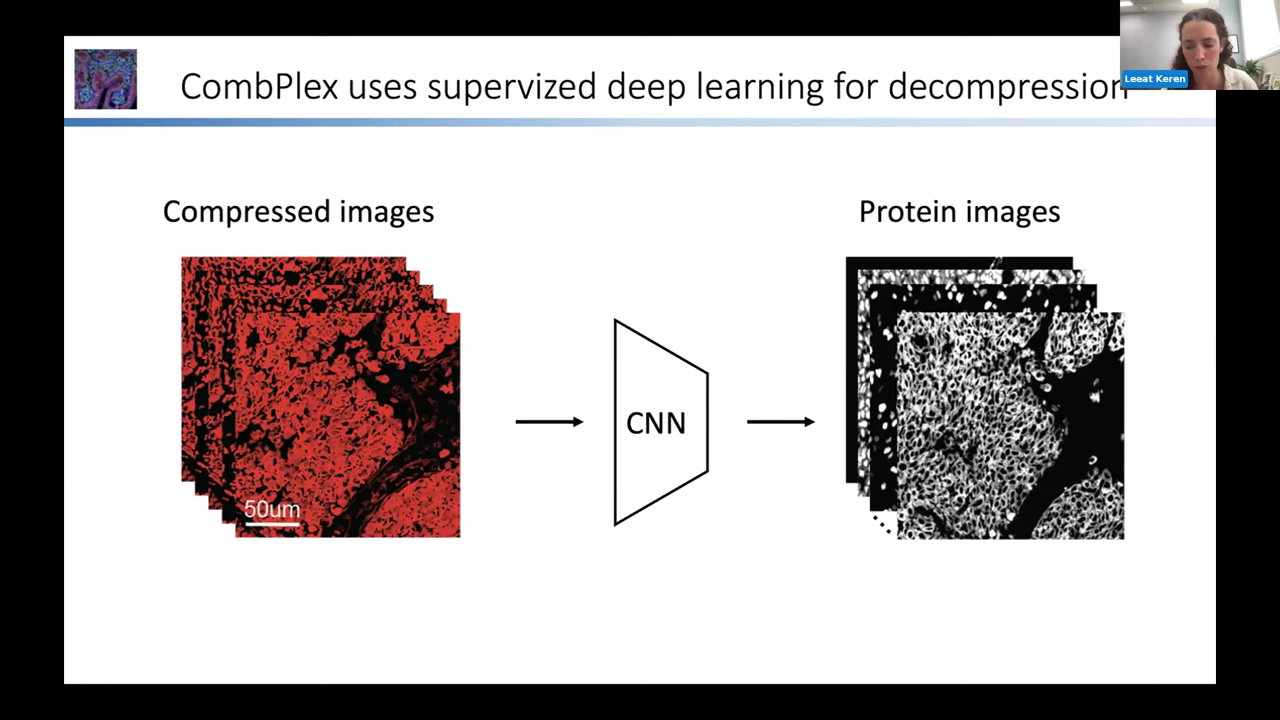 Leeat Keren
CombPlex uses supervized deep learning for decompression
Compressed images
Protein images
CNN
50um